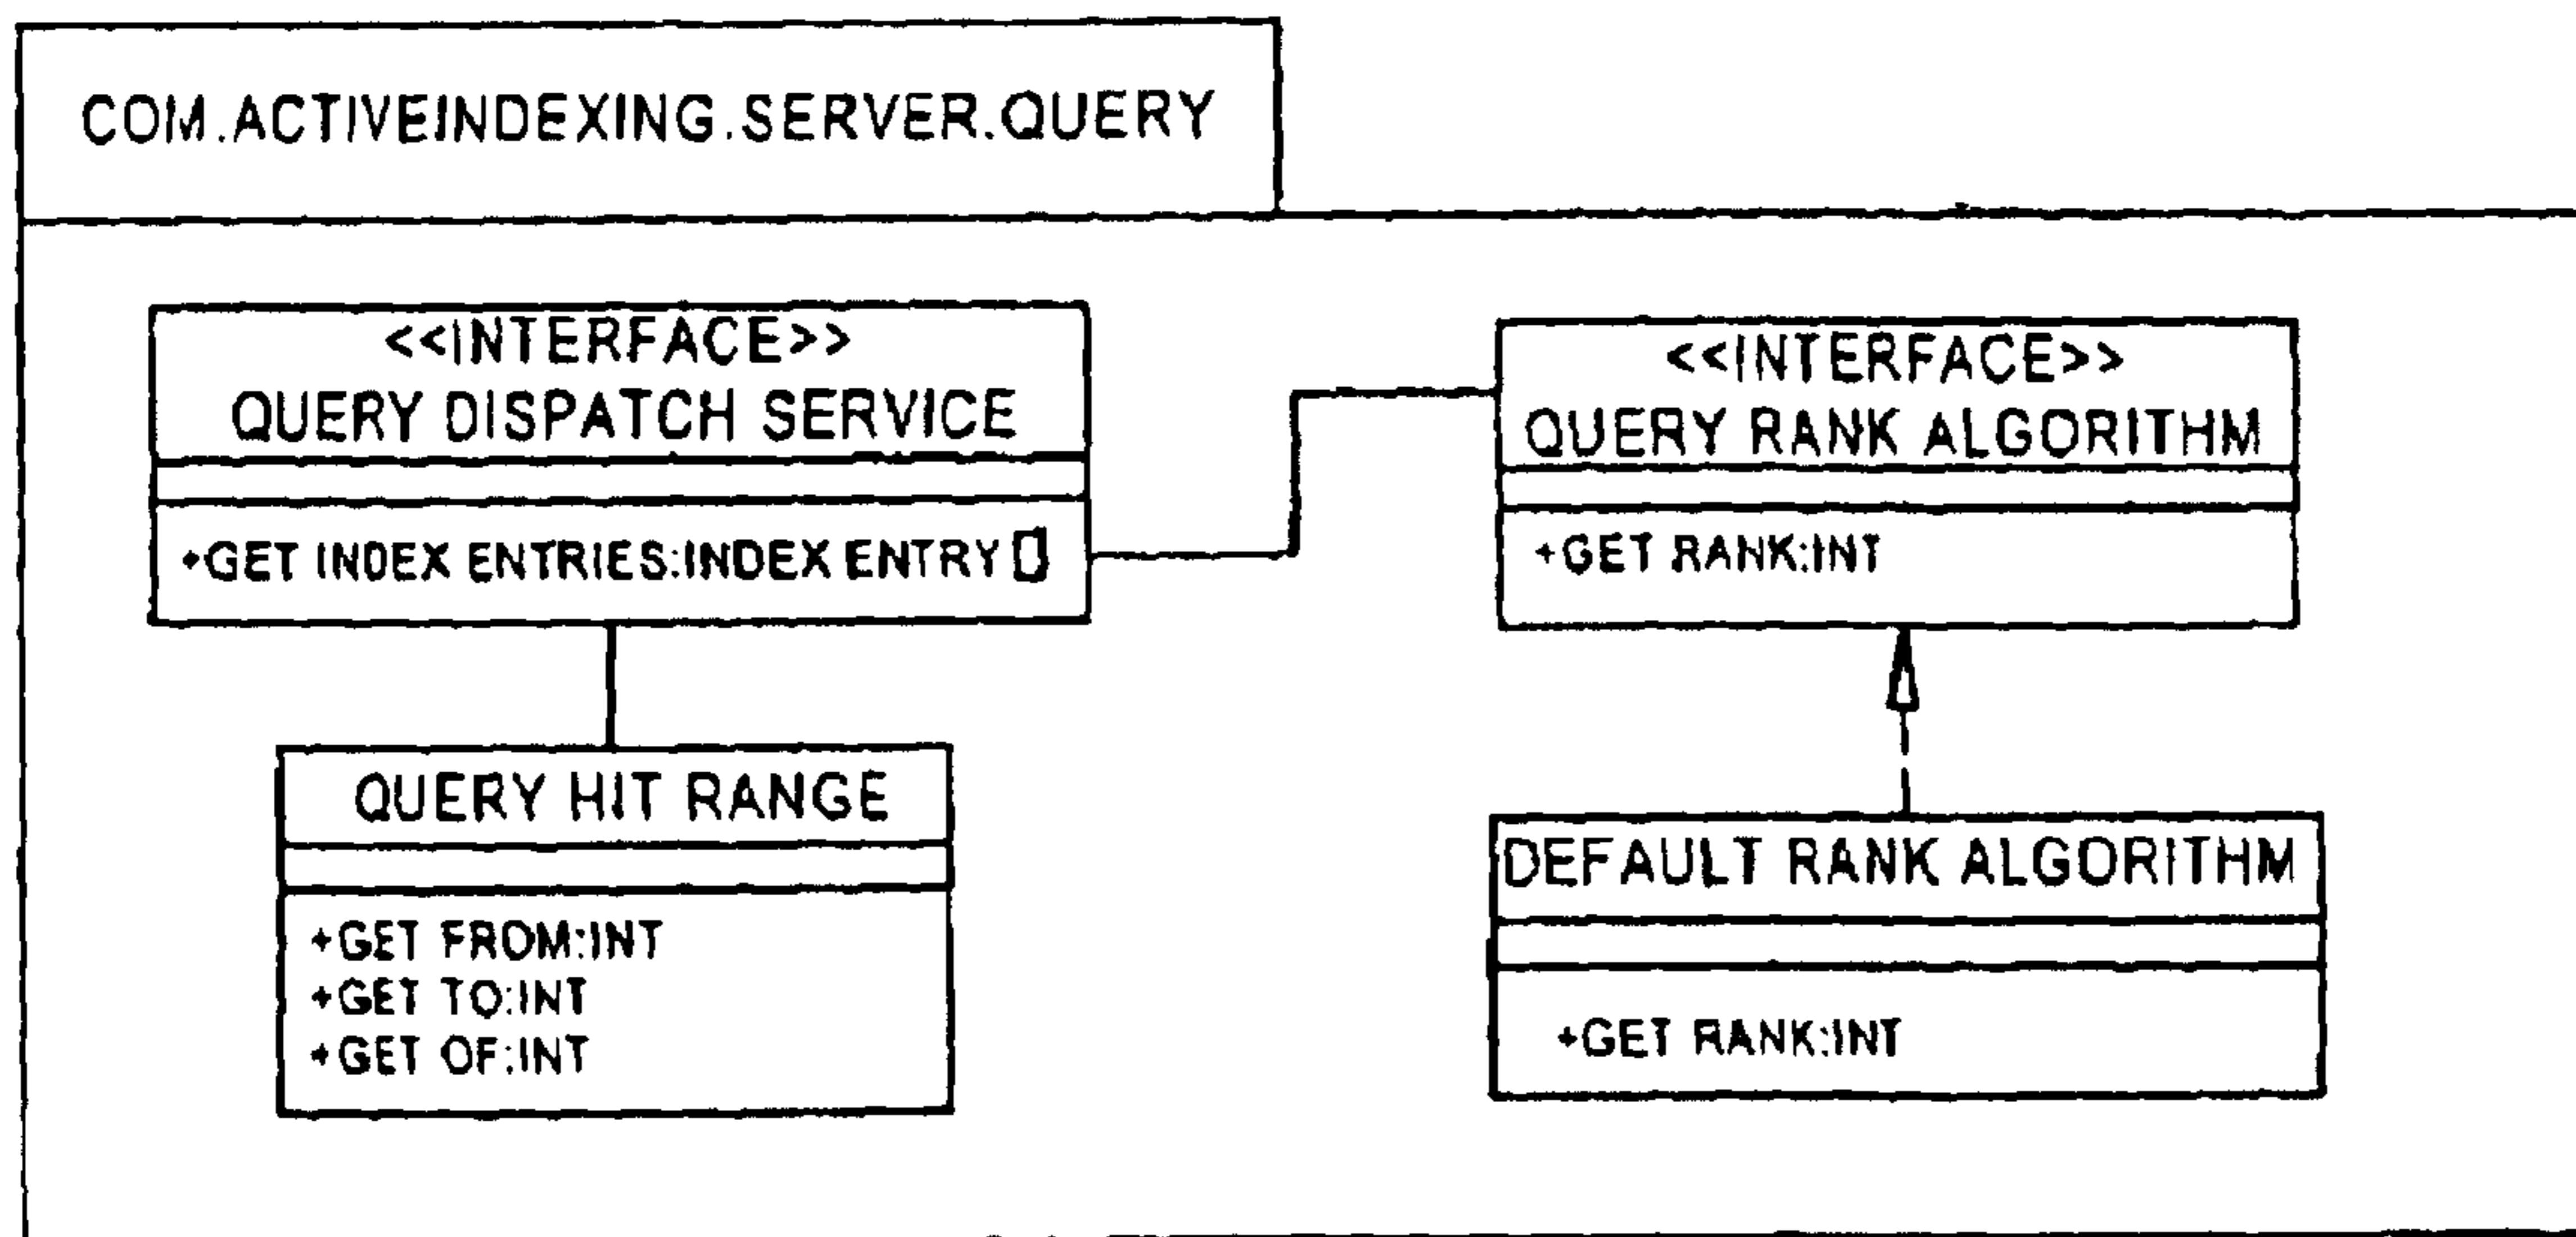 COM.ACTIVEINDEXING.SERVER.QUERY
<<INTERFACE>>
QUERY DISPATCH SERVICE
+GET INDEX ENTRIES:INDEX ENTRY []
<<INTERFACE>>
QUERY RANK ALGORITHM
+GET RANK:INT
QUERY HIT RANGE
+GET FROM:INT
+GET TO:INT
+GET OF:INT
DEFAULT RANK ALGORITHM
+GET RANK:INT